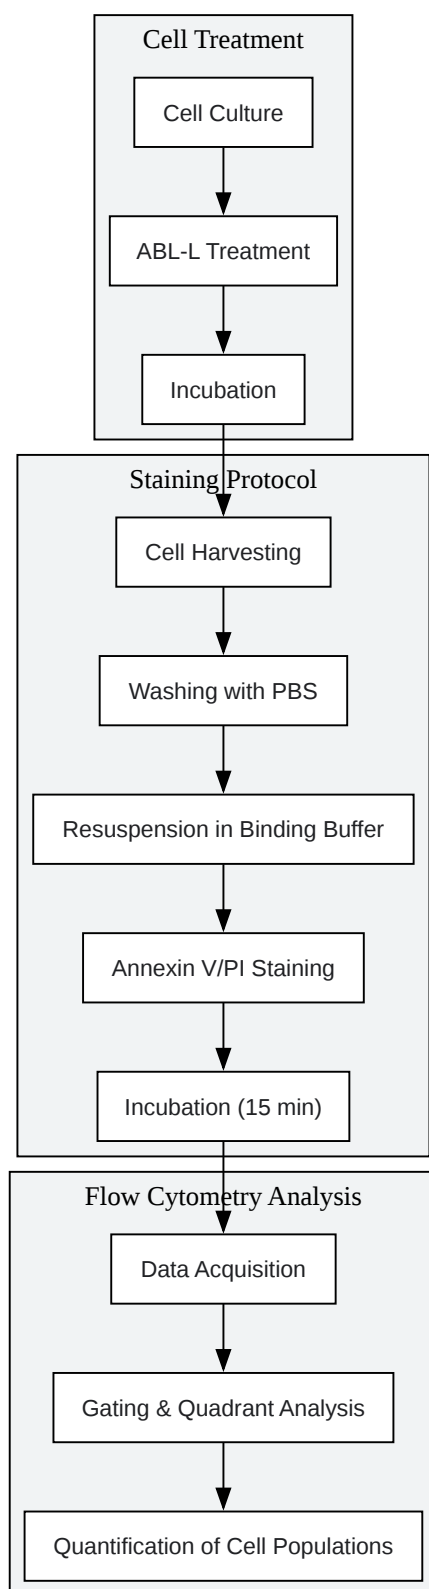 Cell Treatment
Cell Culture
ABL-L Treatment
Incubation
Staining Protocol
Cell Harvesting
Washing with PBS
Resuspension in Binding Buffer
Annexin V/PI Staining
Incubation (15 min)
Flow Cytometry Analysis
Data Acquisition
Gating & Quadrant Analysis
Quantification of Cell Populations